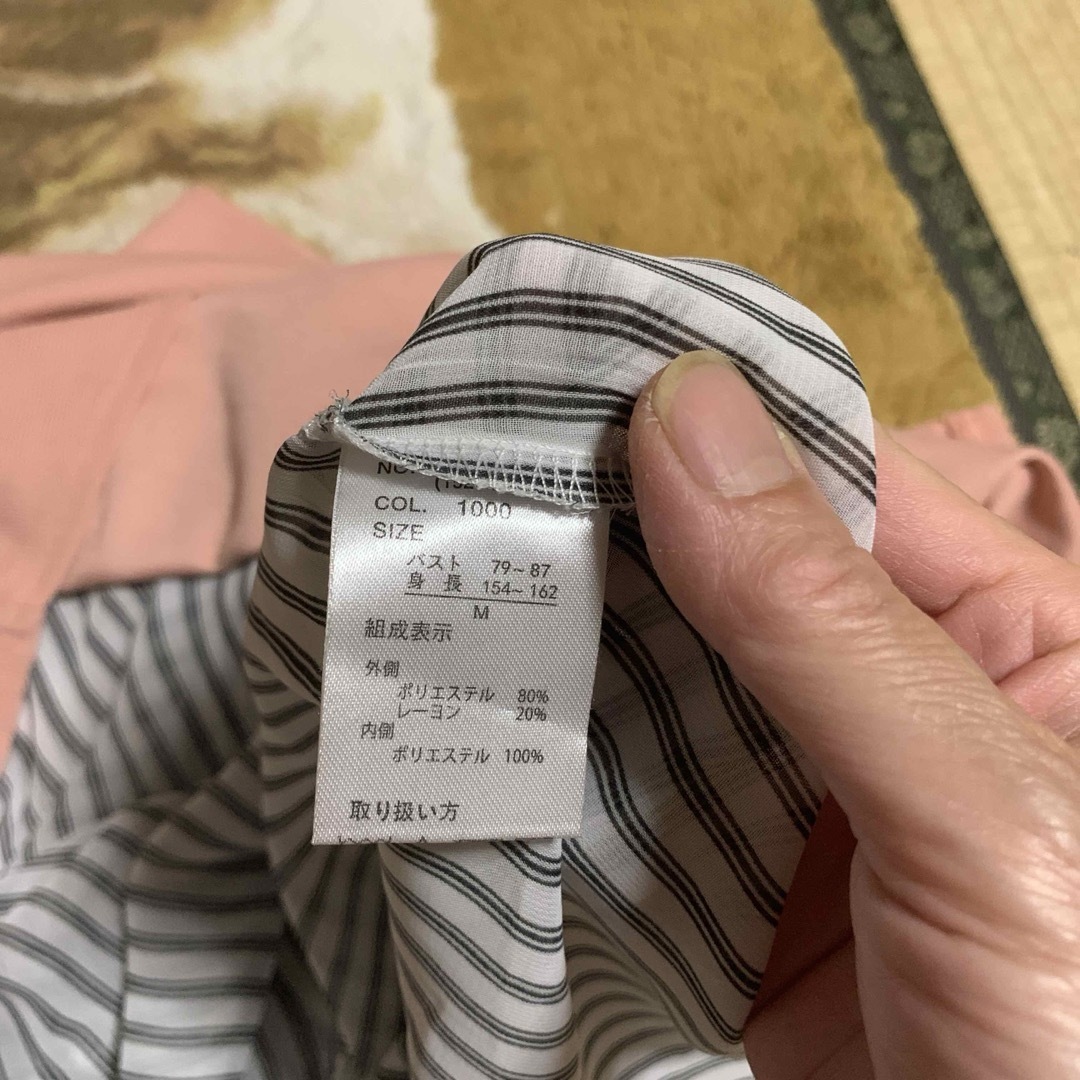 COL. 1000
SIZE
バスト 79~87
身長 154~162
M
組成表示
外側
ポリエステル 80%
レーヨン 20%
内側
ポリエステル 100%
取り扱い方